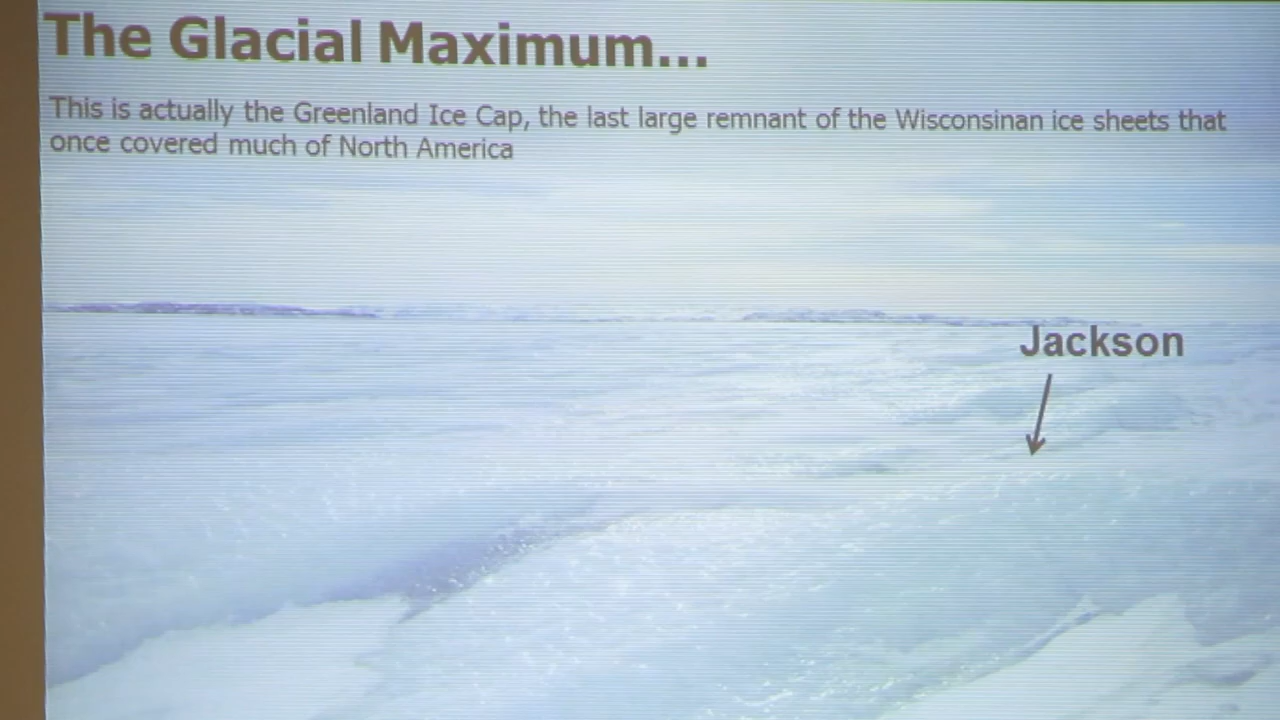 The Glacial Maximum...
This is actually the Greenland Ice Cap, the last large remnant of the Wisconsinan ice sheets that
once covered much of North America
Jackson